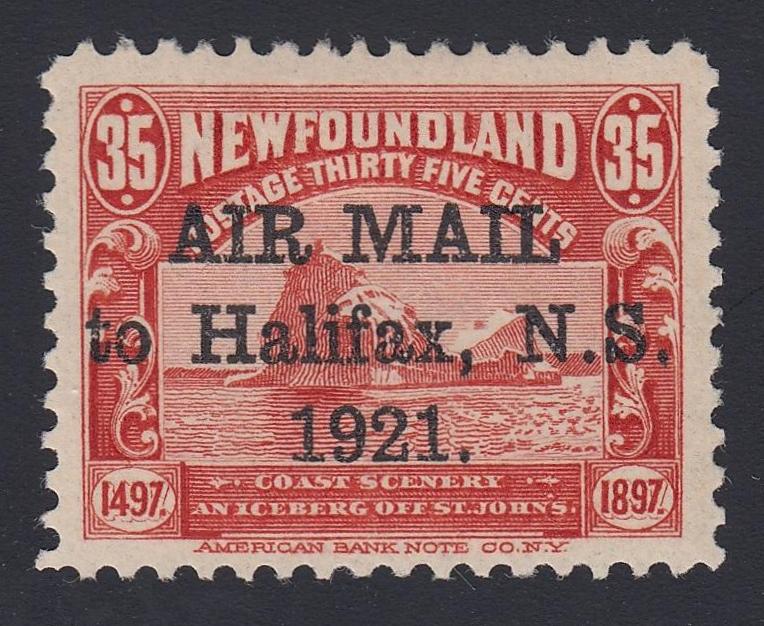 35 NEWFOUNDLAND 35
POSTAGE THIRTY FIVE CENTS
AIR MAIL
to Halifax, N.S.
1921.
1497. COAST SCENERY 1897.
AN ICEBERG OFF ST. JOHN'S.
AMERICAN BANK NOTE CO. N.Y.